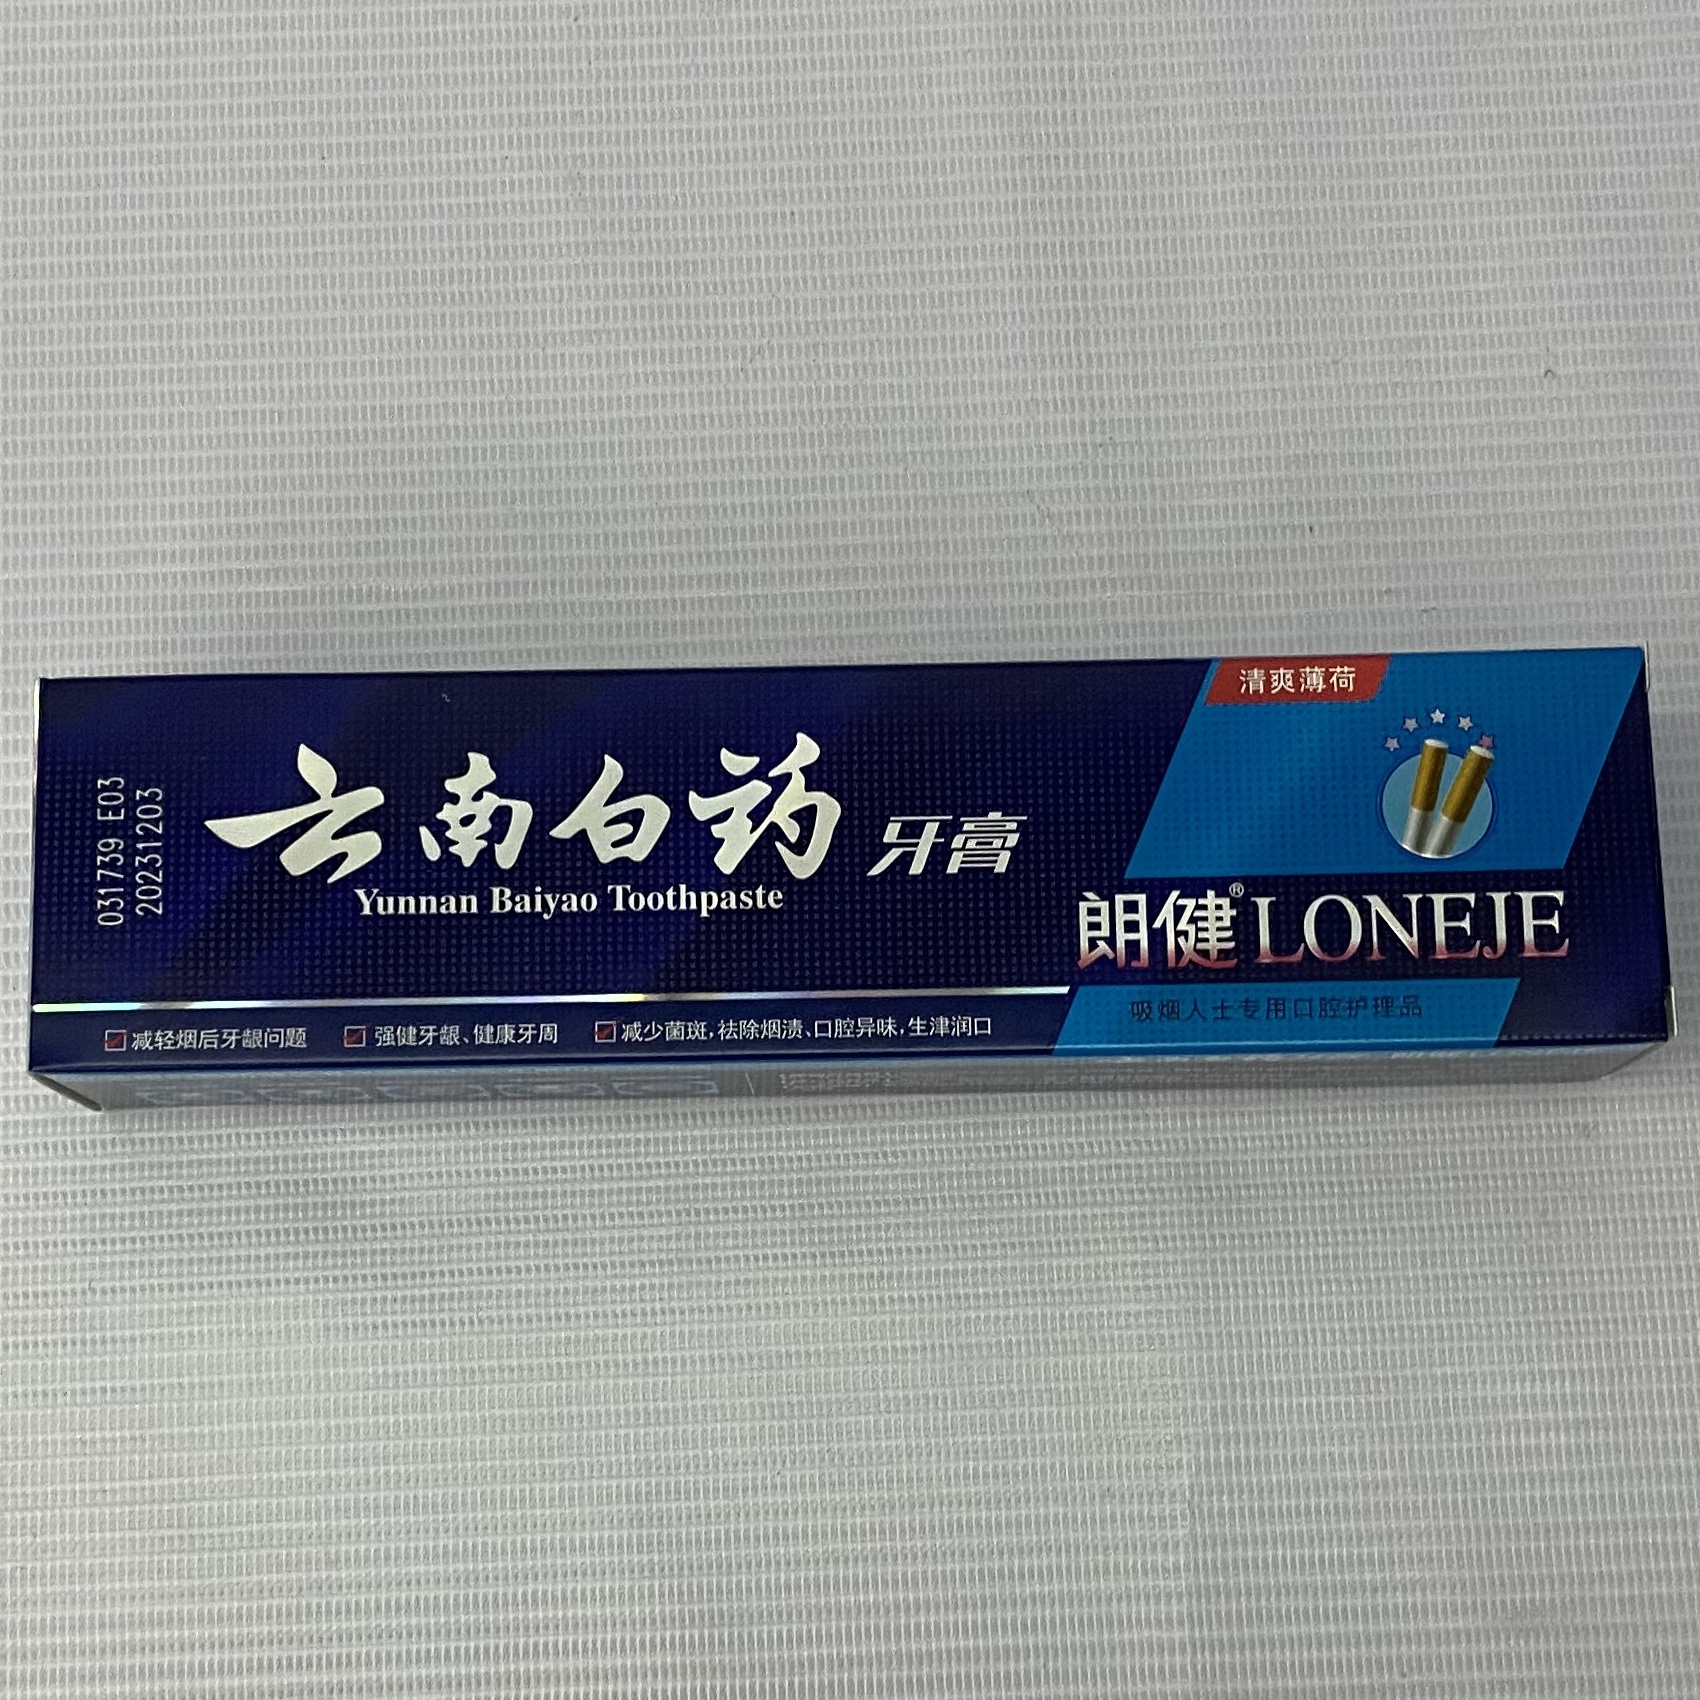 清爽薄荷
031739 E03
20231203
云南白药 牙膏
Yunnan Baiyao Toothpaste
朗健® LONEJE
吸烟人士专用口腔护理品
减轻烟后牙龈问题 强健牙龈、健康牙周 减少菌斑,祛除烟渍、口腔异味,生津润口